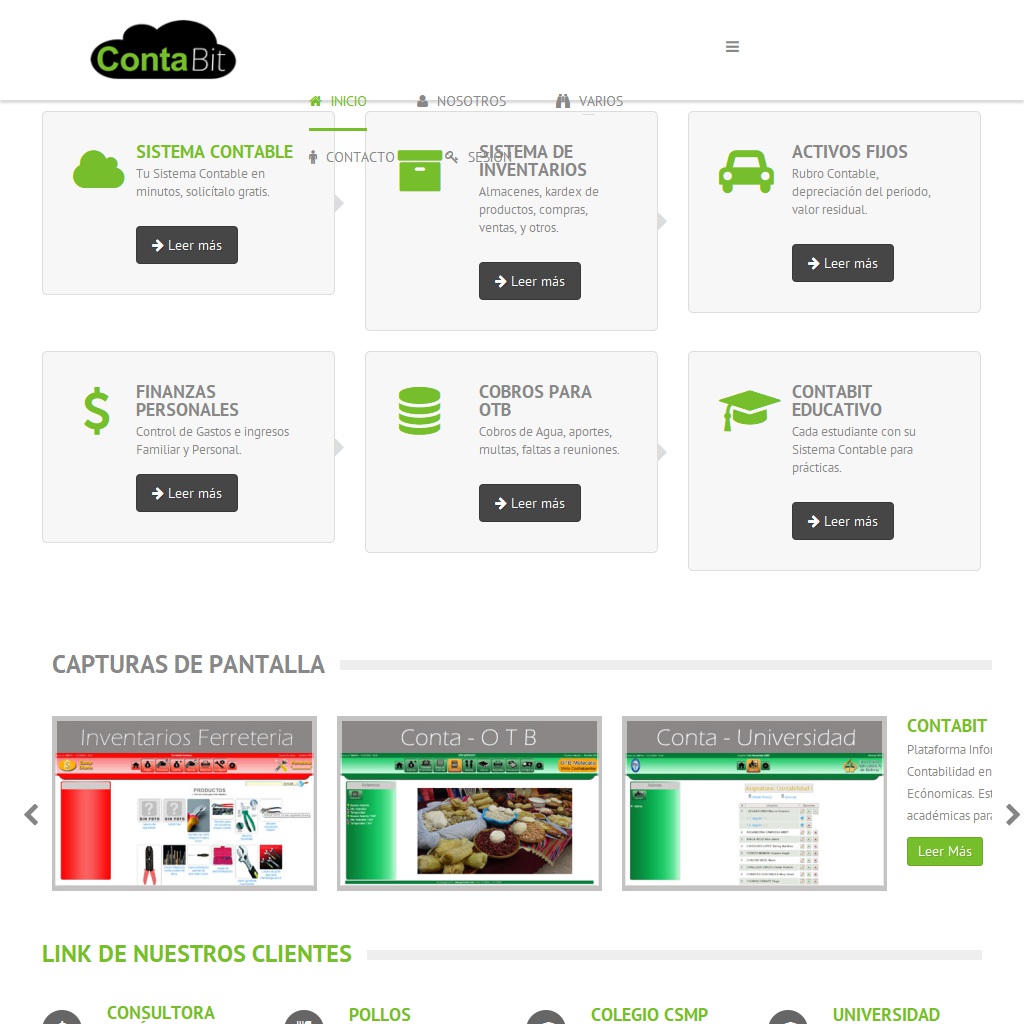 ContaBit
INICIO
NOSOTROS
VARIOS
CONTACTO
SESION
SISTEMA CONTABLE
Tu Sistema Contable en
minutos, solicítalo gratis.
Leer más
SISTEMA DE
INVENTARIOS
Almacenes, kardex de
productos, compras,
ventas, y otros.
Leer más
ACTIVOS FIJOS
Rubro Contable,
depreciación del periodo,
valor residual.
Leer más
FINANZAS
PERSONALES
Control de Gastos e ingresos
Familiar y Personal.
Leer más
COBROS PARA
OTB
Cobros de Agua, aportes,
multas, faltas a reuniones.
Leer más
CONTABIT
EDUCATIVO
Cada estudiante con su
Sistema Contable para
prácticas.
Leer más
CAPTURAS DE PANTALLA
Inventarios Ferreteria
PRODUCTOS
SIN FOTO
SIN FOTO
Conta - O T B
Conta - Universidad
CONTABIT
Plataforma Infor
Contabilidad en
Económicas. Est
académicas para
Leer Más
LINK DE NUESTROS CLIENTES
CONSULTORA
POLLOS
COLEGIO CSMP
UNIVERSIDAD